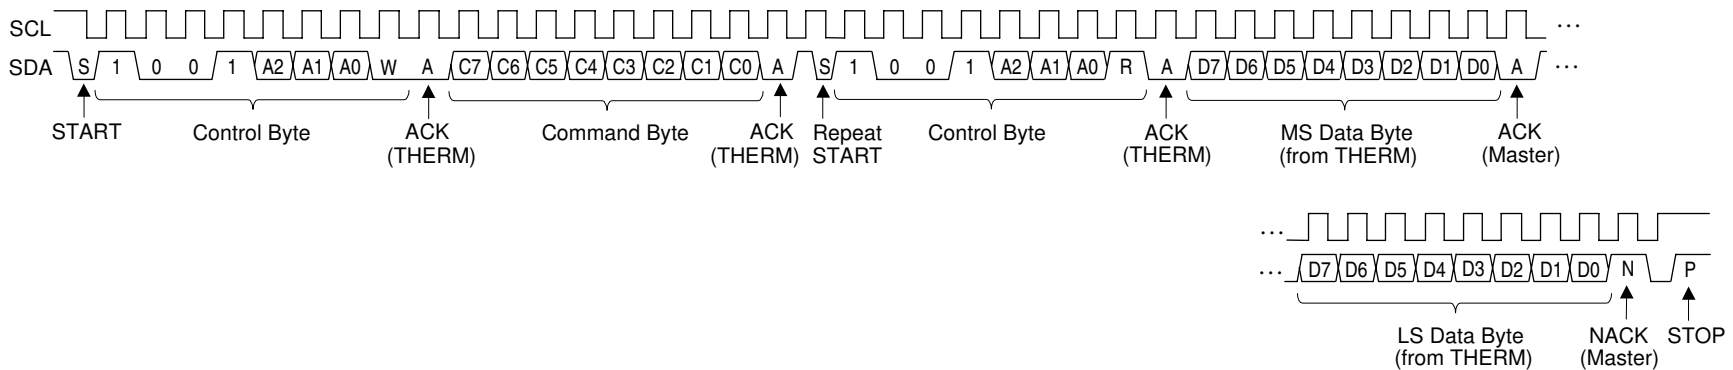 SCL ...
SDA S 1 0 0 1 A2 A1 A0 W A C7 C6 C5 C4 C3 C2 C1 C0 A S 1 0 0 1 A2 A1 A0 R A D7 D6 D5 D4 D3 D2 D1 D0 A ...
START Control Byte ACK Command Byte ACK Repeat Control Byte ACK MS Data Byte ACK
(THERM) (THERM) START (THERM) (from THERM) (Master)
...
... D7 D6 D5 D4 D3 D2 D1 D0 N P
LS Data Byte NACK STOP
(from THERM) (Master)